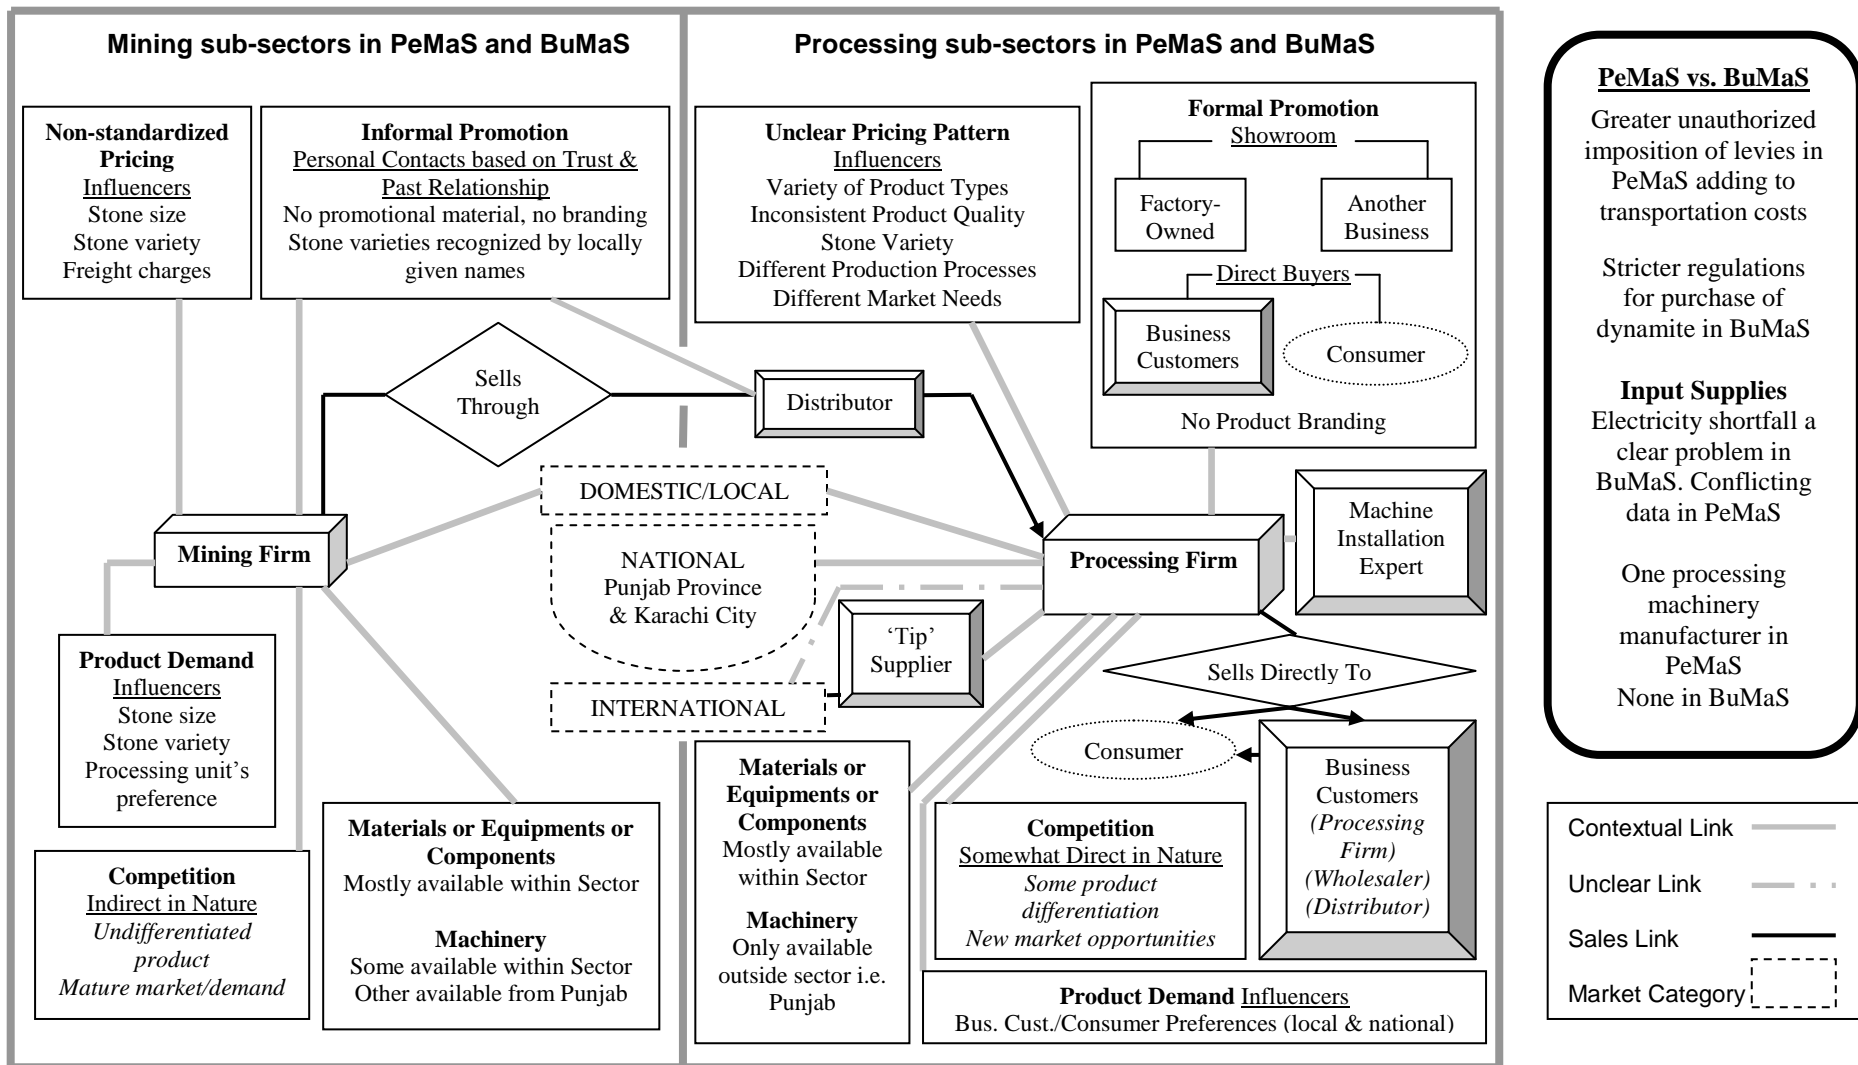 Mining sub-sectors in PeMaS and BuMaS
Non-standardized
Pricing
Influencers
Stone size
Stone variety
Freight charges
Informal Promotion
Personal Contacts based on Trust &
Past Relationship
No promotional material, no branding
Stone varieties recognized by locally
given names
Sells
Through
Mining Firm
Product Demand
Influencers
Stone size
Stone variety
Processing unit's
preference
Competition
Indirect in Nature
Undifferentiated
product
Mature market/demand
Materials or Equipments or
Components
Mostly available within Sector
Machinery
Some available within Sector
Other available from Punjab
Processing sub-sectors in PeMaS and BuMaS
Unclear Pricing Pattern
Influencers
Variety of Product Types
Inconsistent Product Quality
Stone Variety
Different Production Processes
Different Market Needs
Formal Promotion
Showroom
Factory-
Owned
Another
Business
Direct Buyers
Business
Customers
Consumer
No Product Branding
Distributor
DOMESTIC/LOCAL
NATIONAL
Punjab Province
& Karachi City
INTERNATIONAL
Processing Firm
Machine
Installation
Expert
‘Tip’
Supplier
Sells Directly To
Consumer
Business
Customers
(Processing
Firm)
(Wholesaler)
(Distributor)
Materials or
Equipments or
Components
Mostly available
within Sector
Machinery
Only available
outside sector i.e.
Punjab
Competition
Somewhat Direct in Nature
Some product
differentiation
New market opportunities
Product Demand Influencers
Bus. Cust./Consumer Preferences (local & national)
PeMaS vs. BuMaS
Greater unauthorized
imposition of levies in
PeMaS adding to
transportation costs
Stricter regulations
for purchase of
dynamite in BuMaS
Input Supplies
Electricity shortfall a
clear problem in
BuMaS. Conflicting
data in PeMaS
One processing
machinery
manufacturer in
PeMaS
None in BuMaS
Contextual Link
Unclear Link
Sales Link
Market Category